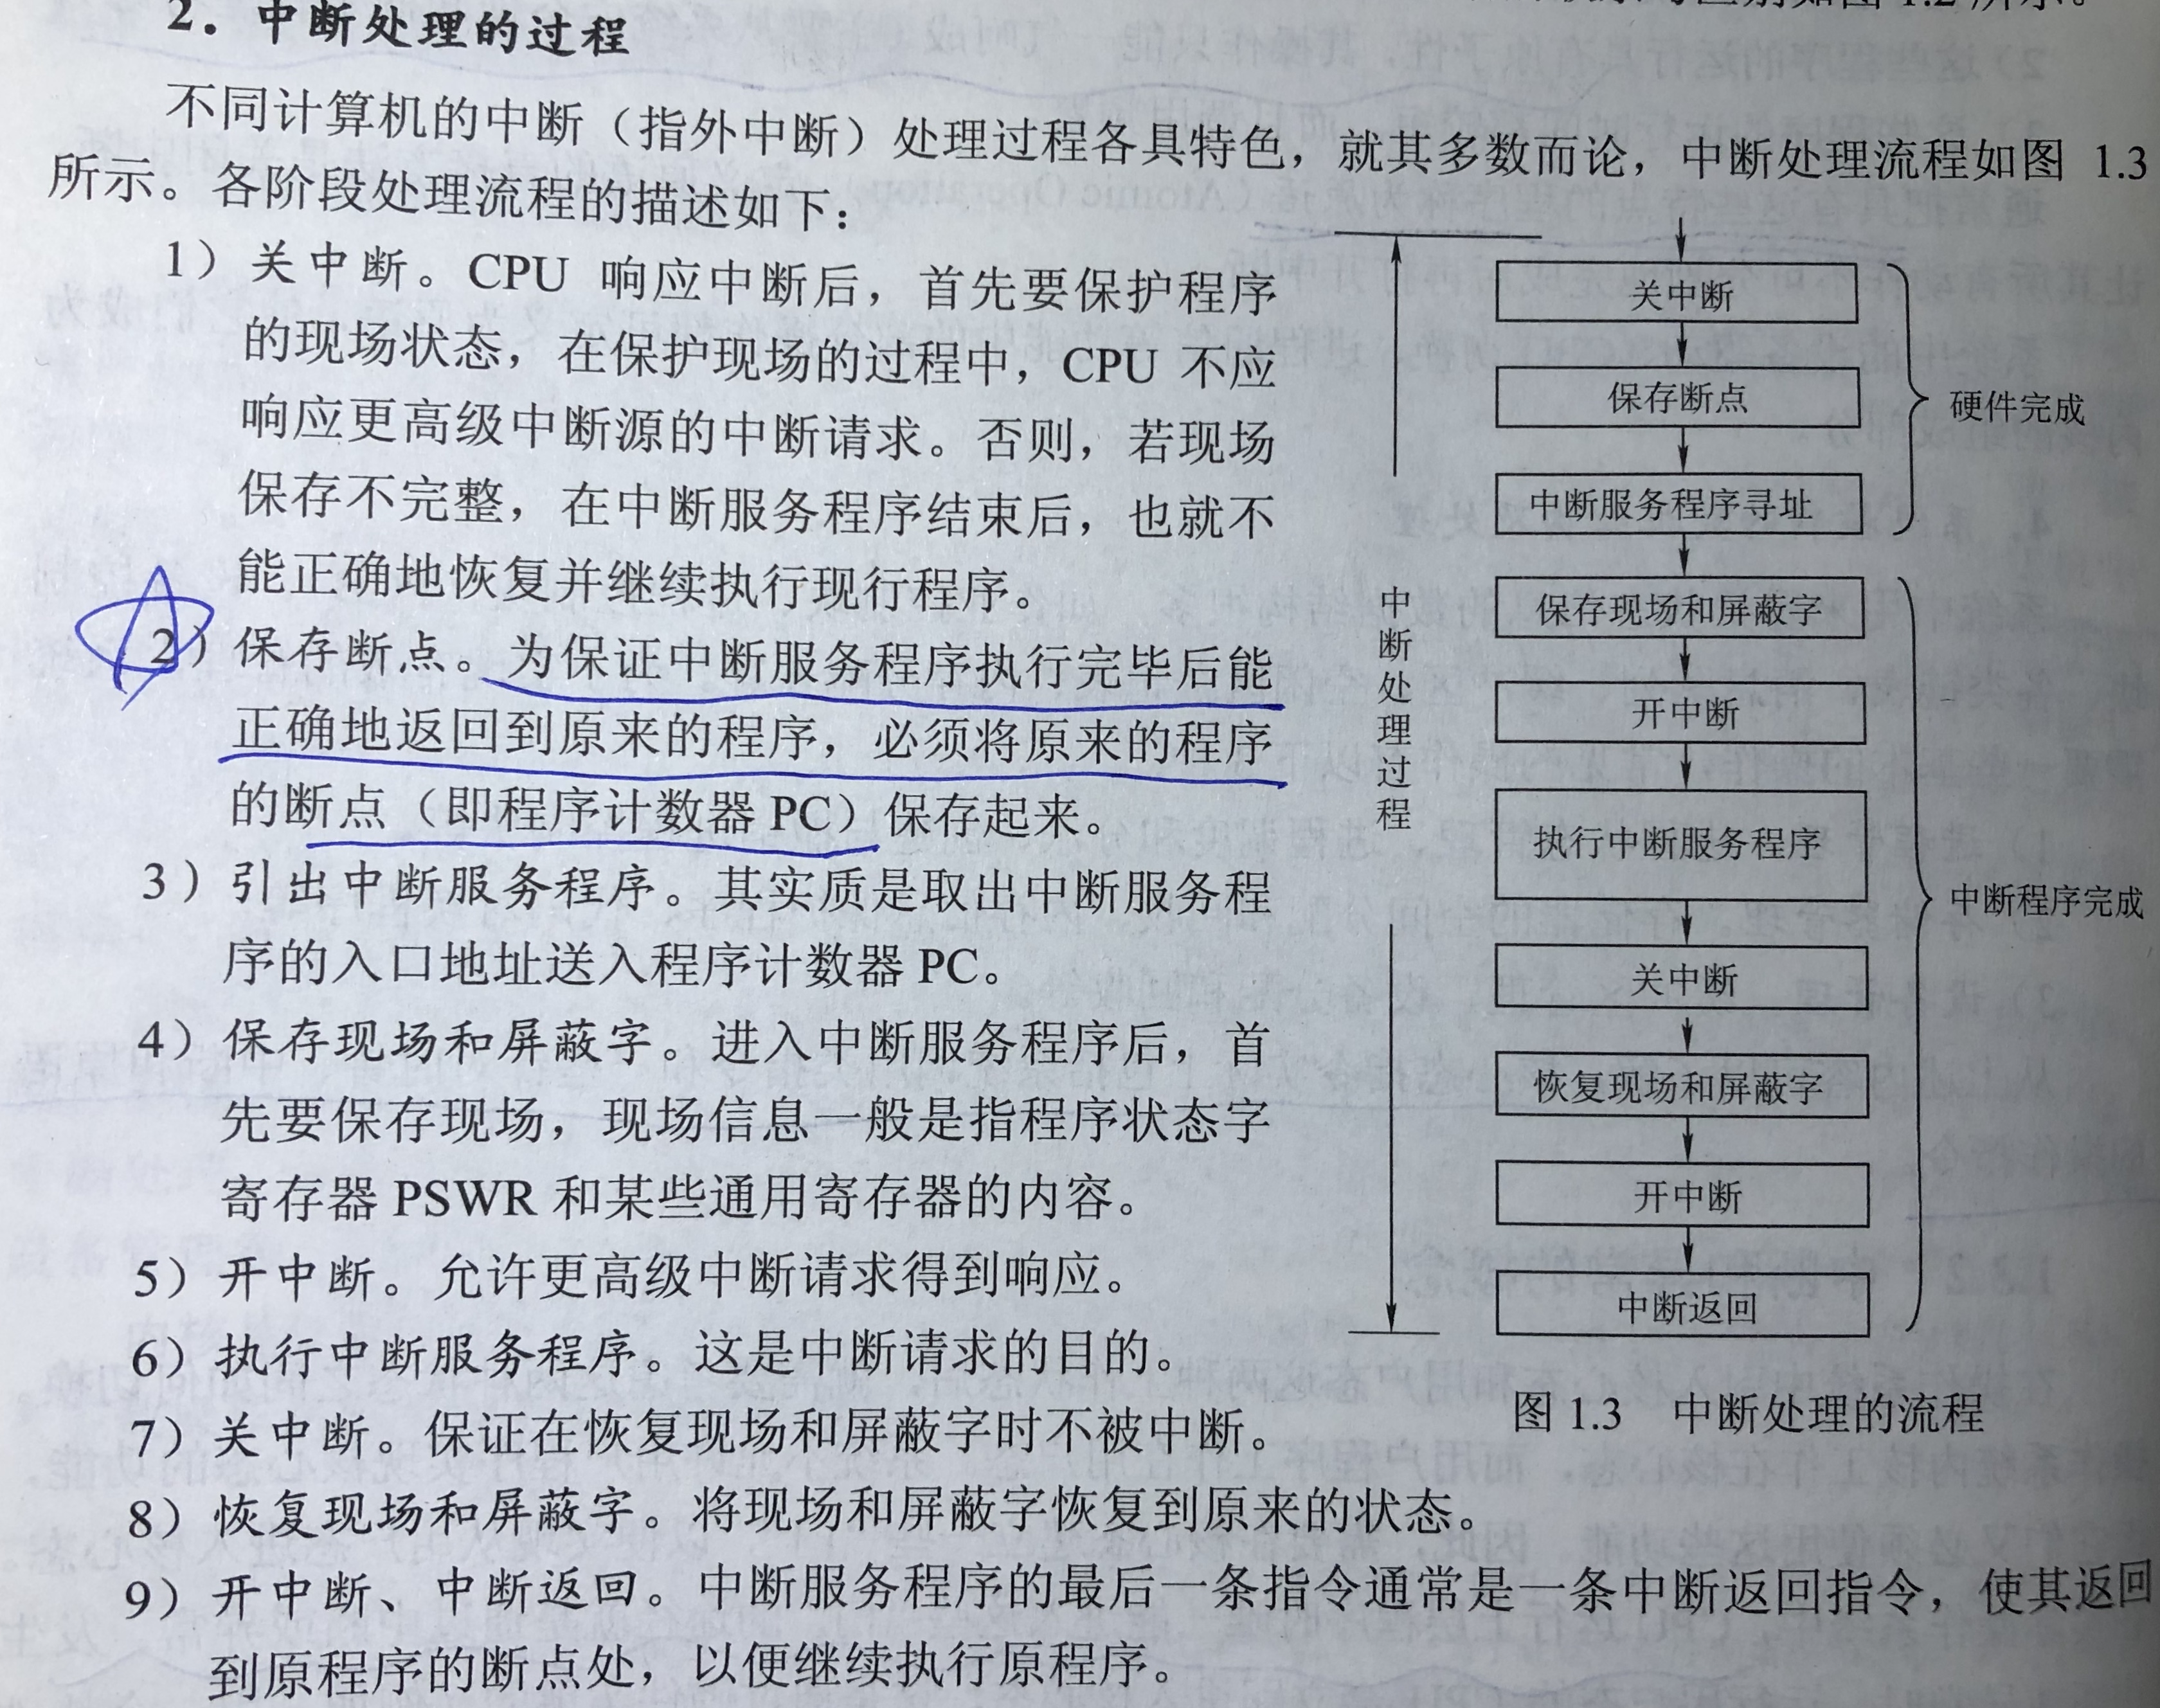 2. 中断处理的过程
不同计算机的中断（指外中断）处理过程各具特色，就其多数而论，中断处理流程如图 1.3
所示。各阶段处理流程的描述如下：
1）关中断。CPU 响应中断后，首先要保护程序
的现场状态，在保护现场的过程中，CPU 不应
响应更高级中断源的中断请求。否则，若现场
保存不完整，在中断服务程序结束后，也就不
能正确地恢复并继续执行现行程序。
2）保存断点。为保证中断服务程序执行完毕后能
正确地返回到原来的程序，必须将原来的程序
的断点（即程序计数器 PC）保存起来。
3）引出中断服务程序。其实质是取出中断服务程
序的入口地址送入程序计数器 PC。
4）保存现场和屏蔽字。进入中断服务程序后，首
先要保存现场，现场信息一般是指程序状态字
寄存器 PSWR 和某些通用寄存器的内容。
5）开中断。允许更高级中断请求得到响应。
6）执行中断服务程序。这是中断请求的目的。
7）关中断。保证在恢复现场和屏蔽字时不被中断。
8）恢复现场和屏蔽字。将现场和屏蔽字恢复到原来的状态。
9）开中断、中断返回。中断服务程序的最后一条指令通常是一条中断返回指令，使其返回
到原程序的断点处，以便继续执行原程序。
中断处理过程
关中断
保存断点
中断服务程序寻址
硬件完成
保存现场和屏蔽字
开中断
执行中断服务程序
关中断
恢复现场和屏蔽字
开中断
中断返回
中断程序完成
图 1.3 中断处理的流程